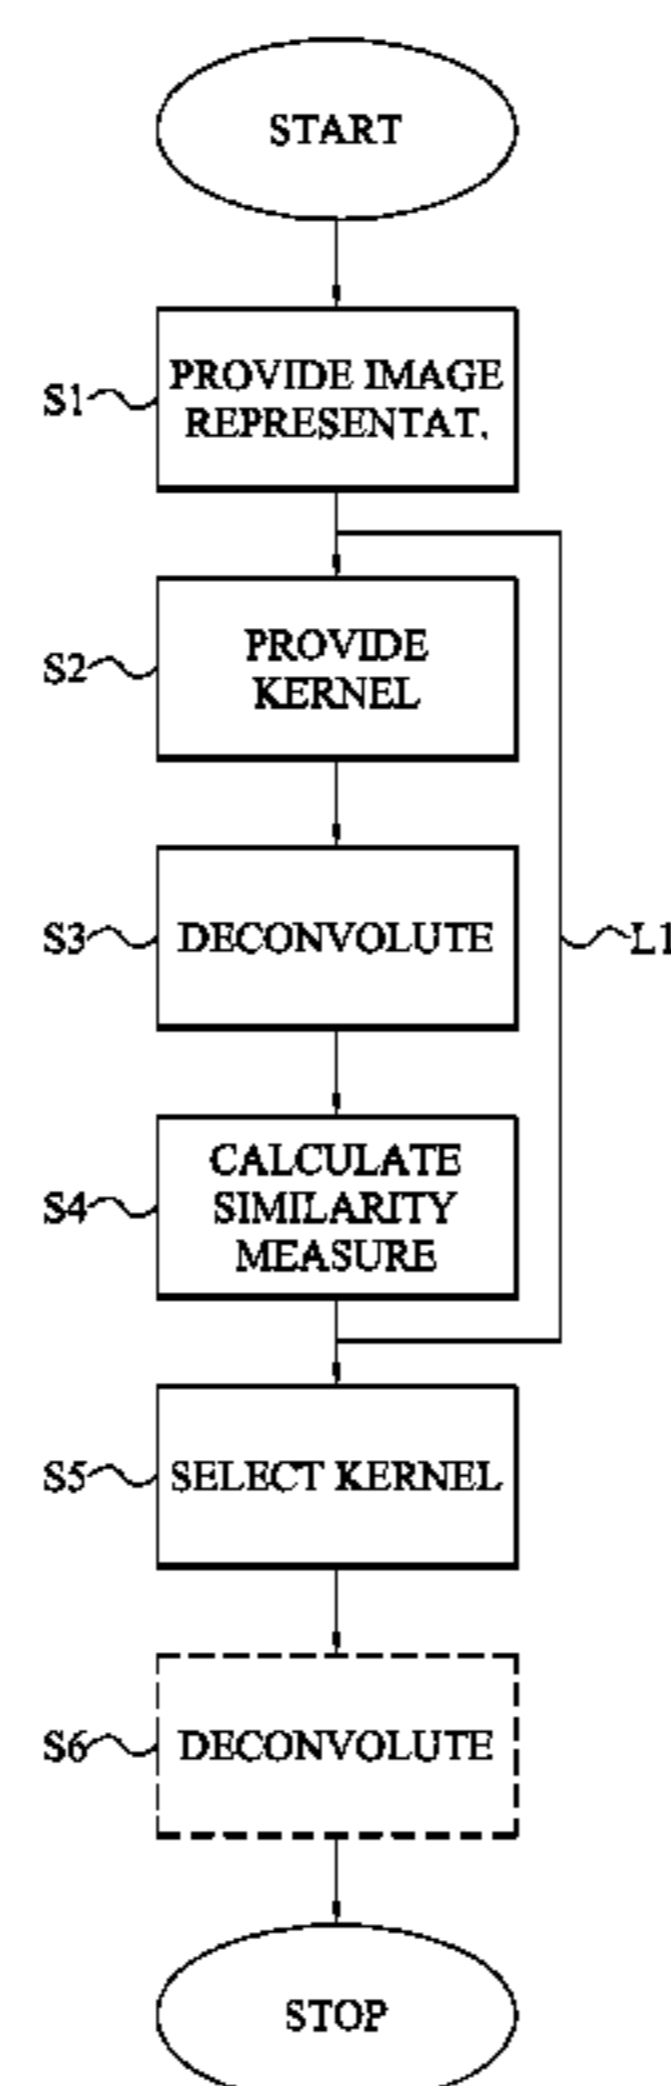 START
S1
PROVIDE IMAGE
REPRESENTAT.
S2
PROVIDE
KERNEL
S3
DECONVOLUTE
L1
S4
CALCULATE
SIMILARITY
MEASURE
S5
SELECT KERNEL
S6
DECONVOLUTE
STOP